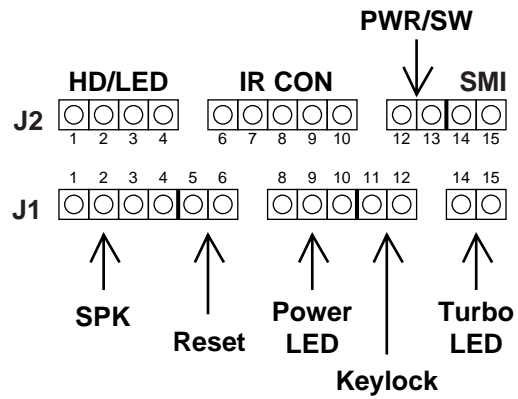 PWR/SW
HD/LED IR CON SMI
J2
1 2 3 4 6 7 8 9 10 12 13 14 15
1 2 3 4 5 6 8 9 10 11 12 14 15
J1
SPK Reset Power LED Keylock Turbo LED